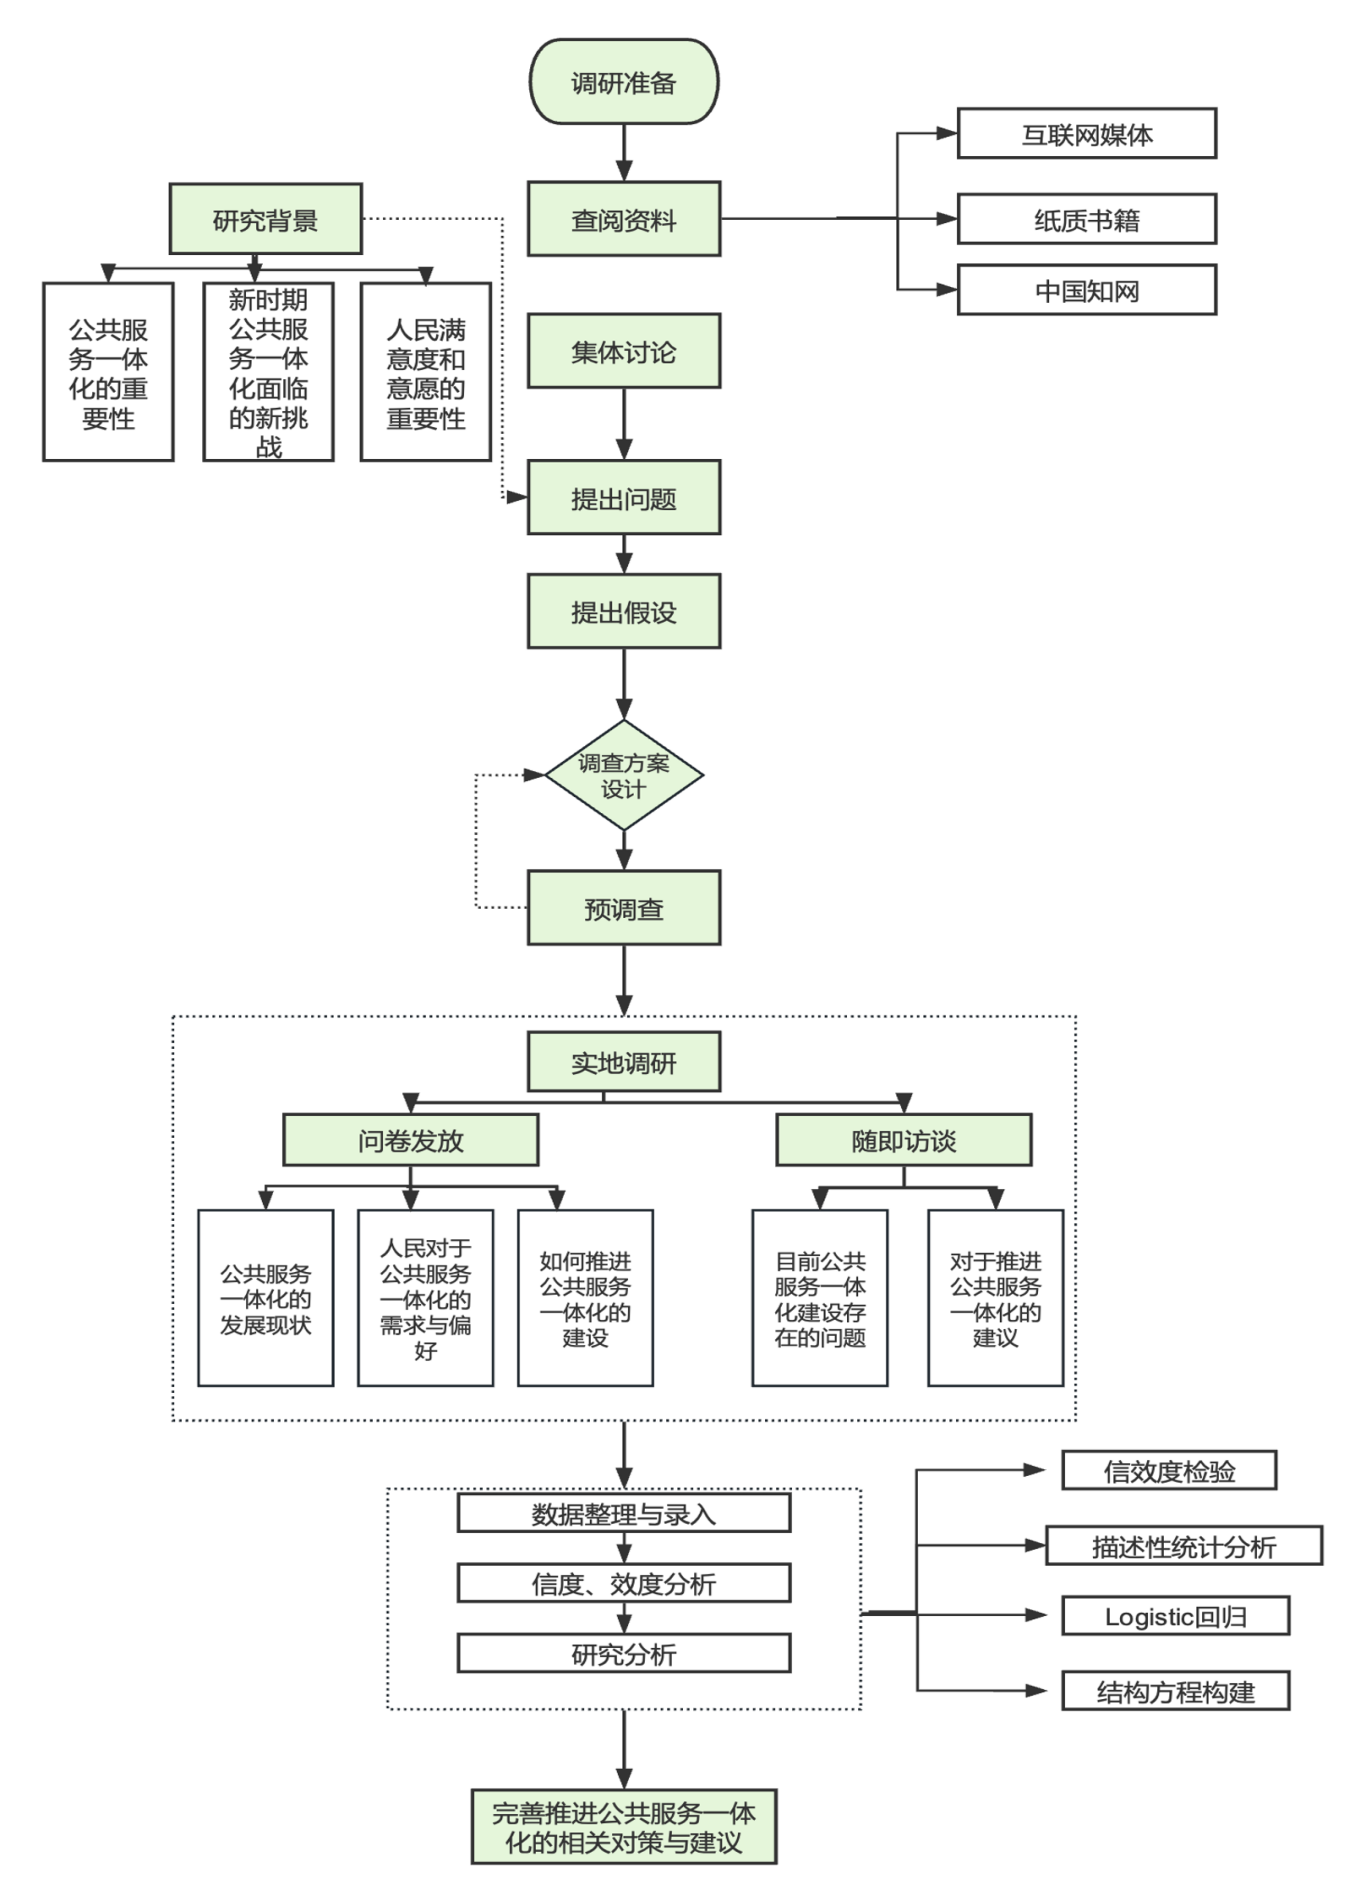 调研准备
互联网媒体
研究背景
查阅资料
纸质书籍
中国知网
公共服
务一体
化的重
要性
新时期
公共服
务一体
化面临
的新挑
战
人民满
意度和
意愿的
重要性
集体讨论
提出问题
提出假设
调查方案
设计
预调查
实地调研
问卷发放
随即访谈
公共服务
一体化的
发展现状
人民对于
公共服务
一体化的
需求与偏
好
如何推进
公共服务
一体化的
建设
目前公共
服务一体
化建设存
在的问题
对于推进
公共服务
一体化的
建议
数据整理与录入
信度、效度分析
研究分析
信效度检验
描述性统计分析
Logistic回归
结构方程构建
完善推进公共服务一体
化的相关对策与建议